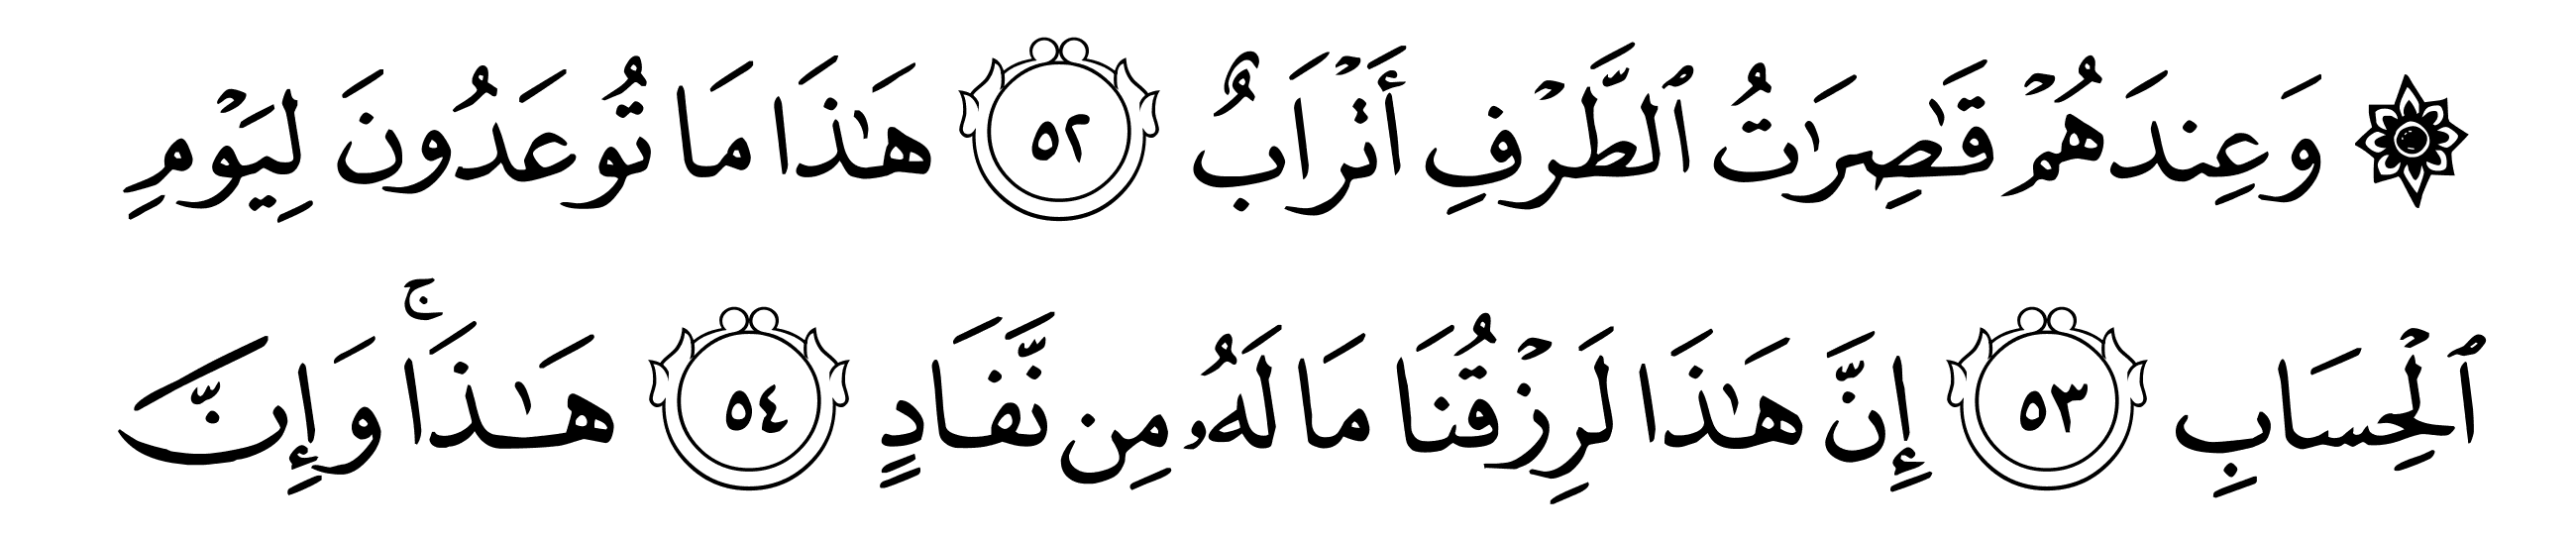 ۞ وَعِندَهُمۡ قَٰصِرَٰتُ ٱلطَّرۡفِ أَتۡرَابٌ ٥٢ هَٰذَا مَا تُوعَدُونَ لِيَوۡمِ
ٱلۡحِسَابِ ٥٣ إِنَّ هَٰذَا لَرِزۡقُنَا مَا لَهُۥ مِن نَّفَادٍ ٥٤ هَٰذَاۚ وَإِنَّ